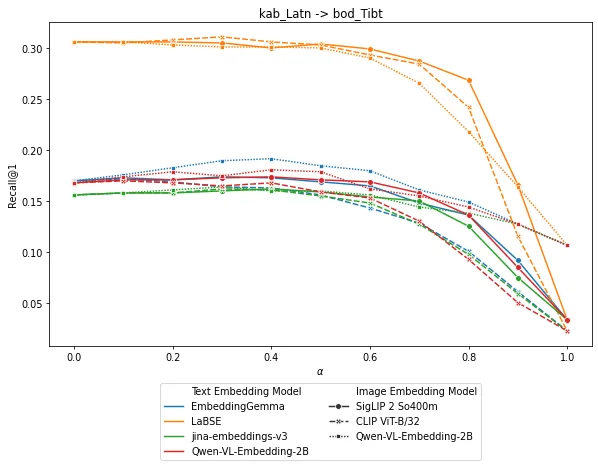 kab_Latn -> bod_Tibt
Recall@1
0.30
0.25
0.20
0.15
0.10
0.05
0.0 0.2 0.4 0.6 0.8 1.0
α
Text Embedding Model Image Embedding Model
EmbeddingGemma SigLIP 2 So400m
LaBSE CLIP ViT-B/32
jina-embeddings-v3 Qwen-VL-Embedding-2B
Qwen-VL-Embedding-2B